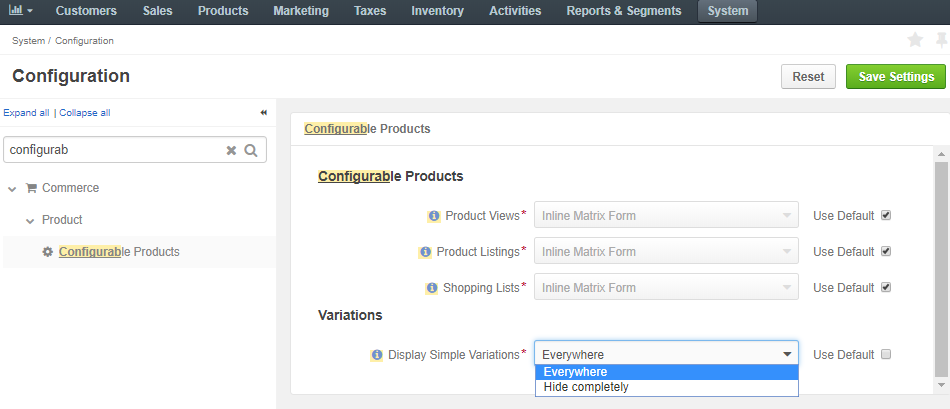 Customers Sales Products Marketing Taxes Inventory Activities Reports & Segments System
System / Configuration
Configuration
Reset Save Settings
Expand all | Collapse all
configurab
Commerce
Product
Configurable Products
Configurable Products
Configurable Products
Product Views* Inline Matrix Form Use Default
Product Listings* Inline Matrix Form Use Default
Shopping Lists* Inline Matrix Form Use Default
Variations
Display Simple Variations* Everywhere Use Default
Everywhere
Hide completely